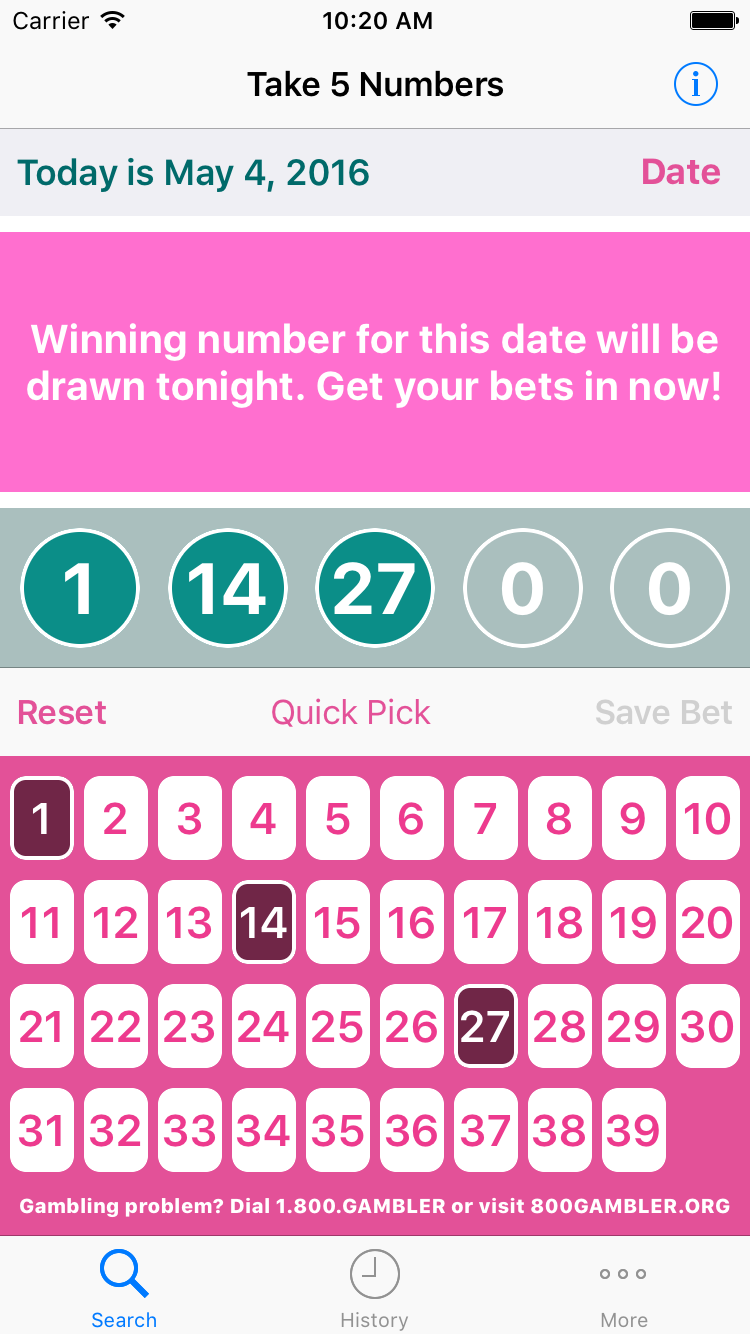 Carrier 10:20 AM
Take 5 Numbers i
Today is May 4, 2016 Date
Winning number for this date will be
drawn tonight. Get your bets in now!
1 14 27 0 0
Reset Quick Pick Save Bet
1 2 3 4 5 6 7 8 9 10
11 12 13 14 15 16 17 18 19 20
21 22 23 24 25 26 27 28 29 30
31 32 33 34 35 36 37 38 39
Gambling problem? Dial 1.800.GAMBLER or visit 800GAMBLER.ORG
Search History More